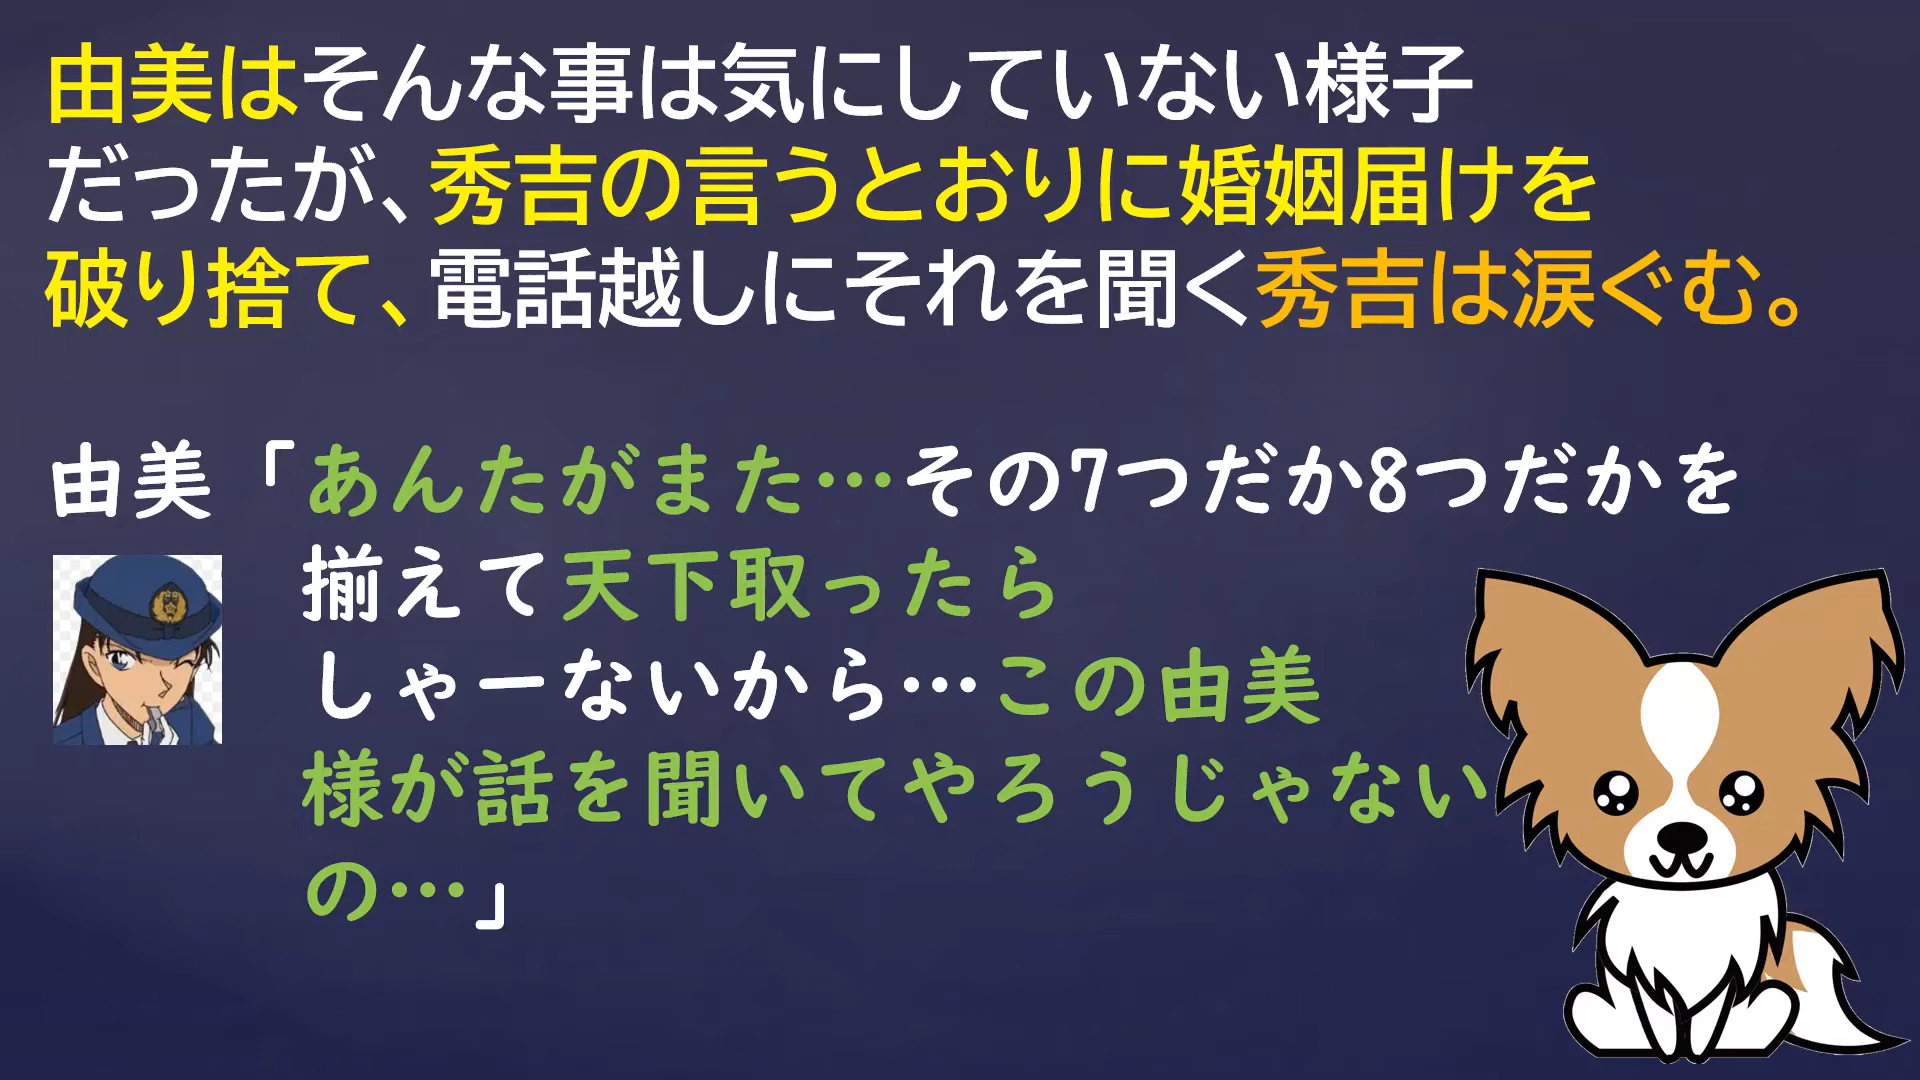 由美はそんな事は気にしていない様子
だったが、秀吉の言うとおりに婚姻届けを
破り捨て、電話越しにそれを聞く秀吉は涙ぐむ。
由美「あんたがまた…その7つだか8つだかを
揃えて天下取ったら
しゃーないから…この由美
様が話を聞いてやろうじゃない
の…」